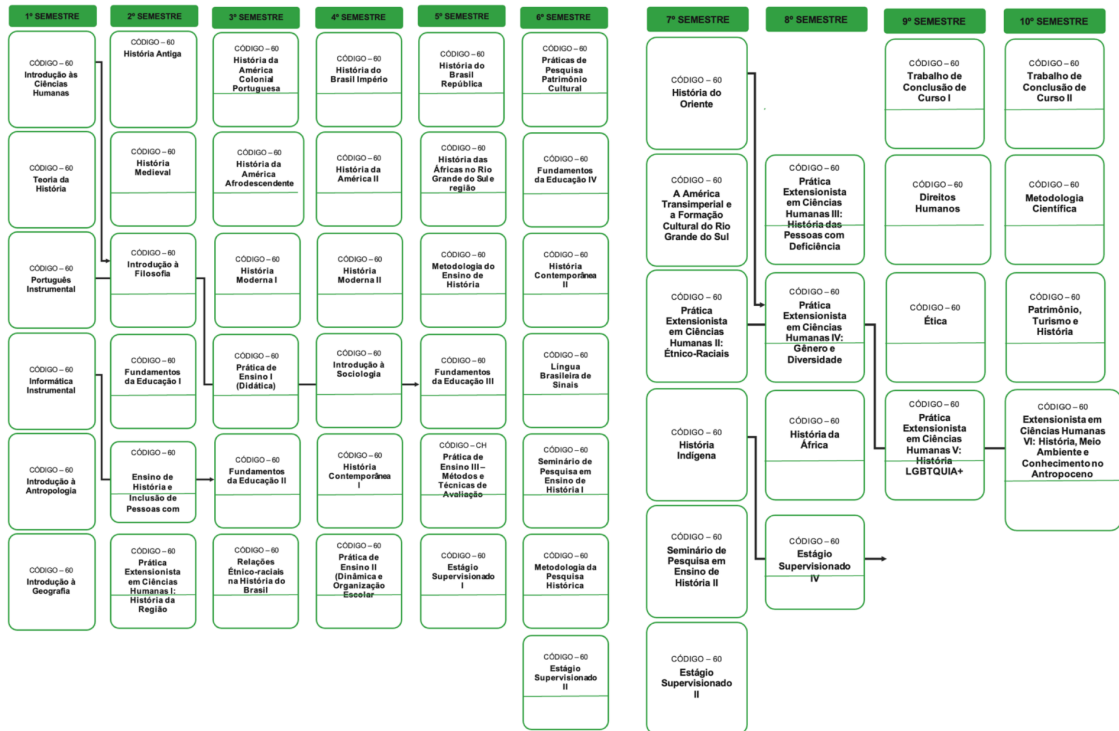 1º SEMESTRE
CÓDIGO – 60
Introdução às
Ciências
Humanas
CÓDIGO – 60
Teoria da
História
CÓDIGO – 60
Português
Instrumental
CÓDIGO – 60
Informática
Instrumental
CÓDIGO – 60
Introdução à
Antropologia
CÓDIGO – 60
Introdução à
Geografia
2º SEMESTRE
CÓDIGO – 60
História Antiga
CÓDIGO – 60
História
Medieval
CÓDIGO – 60
Introdução à
Filosofia
CÓDIGO – 60
Fundamentos
da Educação I
CÓDIGO – 60
Ensino de
História e
Inclusão de
Pessoas com
CÓDIGO – 60
Prática
Extensionista
em Ciências
Humanas I:
História da
Região
3º SEMESTRE
CÓDIGO – 60
História da
América
Colonial
Portuguesa
CÓDIGO – 60
História da
América
Afrodescendente
CÓDIGO – 60
História
Moderna I
CÓDIGO – 60
Prática de
Ensino I
(Didática)
CÓDIGO – 60
Fundamentos
da Educação II
CÓDIGO – 60
Relações
Étnico-raciais
na História do
Brasil
4º SEMESTRE
CÓDIGO – 60
História do
Brasil Império
CÓDIGO – 60
História da
América II
CÓDIGO – 60
História
Moderna II
CÓDIGO – 60
Introdução à
Sociologia
CÓDIGO – 60
História
Contemporânea
I
CÓDIGO – 60
Prática de
Ensino II
(Dinâmica e
Organização
Escolar
5º SEMESTRE
CÓDIGO – 60
História do
Brasil
República
CÓDIGO – 60
História das
Áfricas no Rio
Grande do Sul e
região
CÓDIGO – 60
Metodologia do
Ensino de
História
CÓDIGO – 60
Fundamentos
da Educação III
CÓDIGO – CH
Prática de
Ensino III –
Métodos e
Técnicas de
Avaliação
CÓDIGO – 60
Estágio
Supervisionado
I
6º SEMESTRE
CÓDIGO – 60
Práticas de
Pesquisa
Patrimônio
Cultural
CÓDIGO – 60
Fundamentos
da Educação IV
CÓDIGO – 60
História
Contemporânea
II
CÓDIGO – 60
Língua
Brasileira de
Sinais
CÓDIGO – 60
Seminário de
Pesquisa em
Ensino de
História I
CÓDIGO – 60
Metodologia da
Pesquisa
Histórica
CÓDIGO – 60
Estágio
Supervisionado
II
7º SEMESTRE
CÓDIGO – 60
História do
Oriente
CÓDIGO – 60
A América
Transimperial e
a Formação
Cultural do Rio
Grande do Sul
CÓDIGO – 60
Prática
Extensionista
em Ciências
Humanas II:
Étnico-Raciais
CÓDIGO – 60
História
Indígena
CÓDIGO – 60
Seminário de
Pesquisa em
Ensino de
História II
CÓDIGO – 60
Estágio
Supervisionado
II
8º SEMESTRE
CÓDIGO – 60
Prática
Extensionista
em Ciências
Humanas III:
História das
Pessoas com
Deficiência
CÓDIGO – 60
Prática
Extensionista
em Ciências
Humanas IV:
Gênero e
Diversidade
CÓDIGO – 60
História da
África
CÓDIGO – 60
Estágio
Supervisionado
IV
9º SEMESTRE
CÓDIGO – 60
Trabalho de
Conclusão de
Curso I
CÓDIGO – 60
Direitos
Humanos
CÓDIGO – 60
Ética
CÓDIGO – 60
Prática
Extensionista
em Ciências
Humanas V:
História
LGBTQUIA+
10º SEMESTRE
CÓDIGO – 60
Trabalho de
Conclusão de
Curso II
CÓDIGO – 60
Metodologia
Científica
CÓDIGO – 60
Patrimônio,
Turismo e
História
CÓDIGO – 60
Extensionista em
Ciências Humanas
VI: História, Meio
Ambiente e
Conhecimento no
Antropoceno